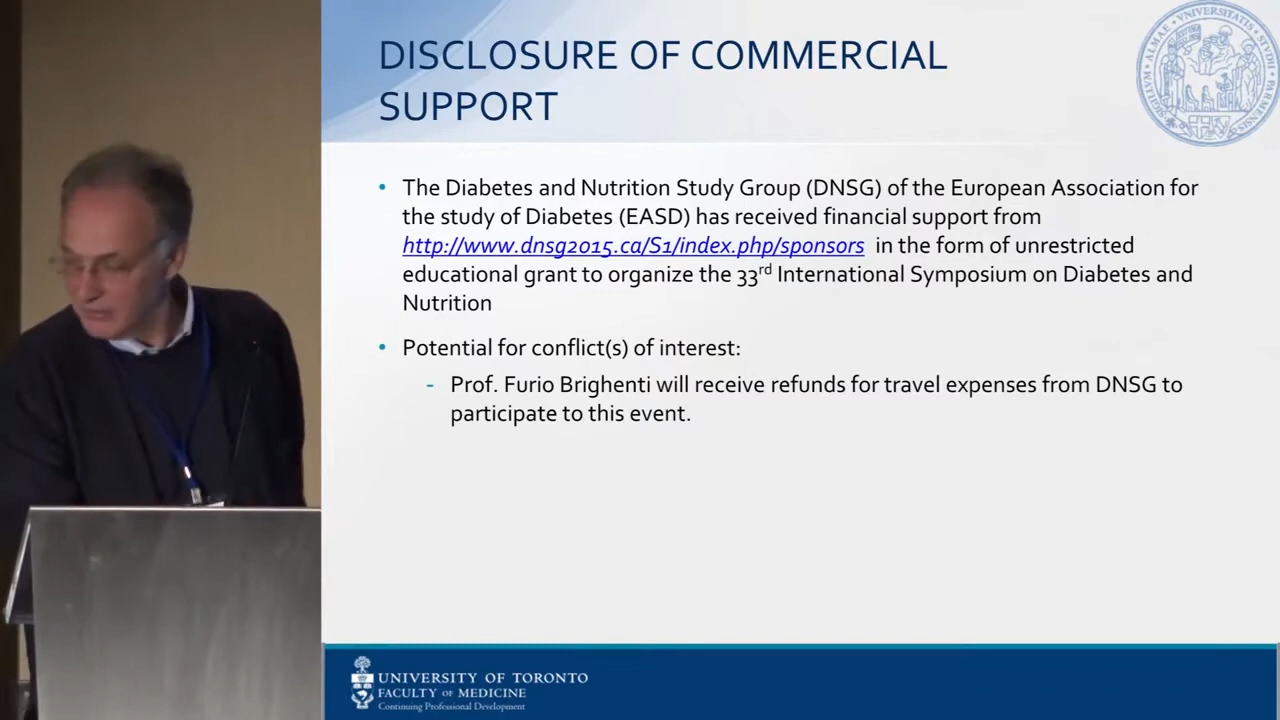 DISCLOSURE OF COMMERCIAL
SUPPORT
• The Diabetes and Nutrition Study Group (DNSG) of the European Association for
the study of Diabetes (EASD) has received financial support from
http://www.dnsg2015.ca/S1/index.php/sponsors in the form of unrestricted
educational grant to organize the 33rd International Symposium on Diabetes and
Nutrition
• Potential for conflict(s) of interest:
- Prof. Furio Brighenti will receive refunds for travel expenses from DNSG to
participate to this event.
UNIVERSITY OF TORONTO
FACULTY OF MEDICINE
Continuing Professional Development